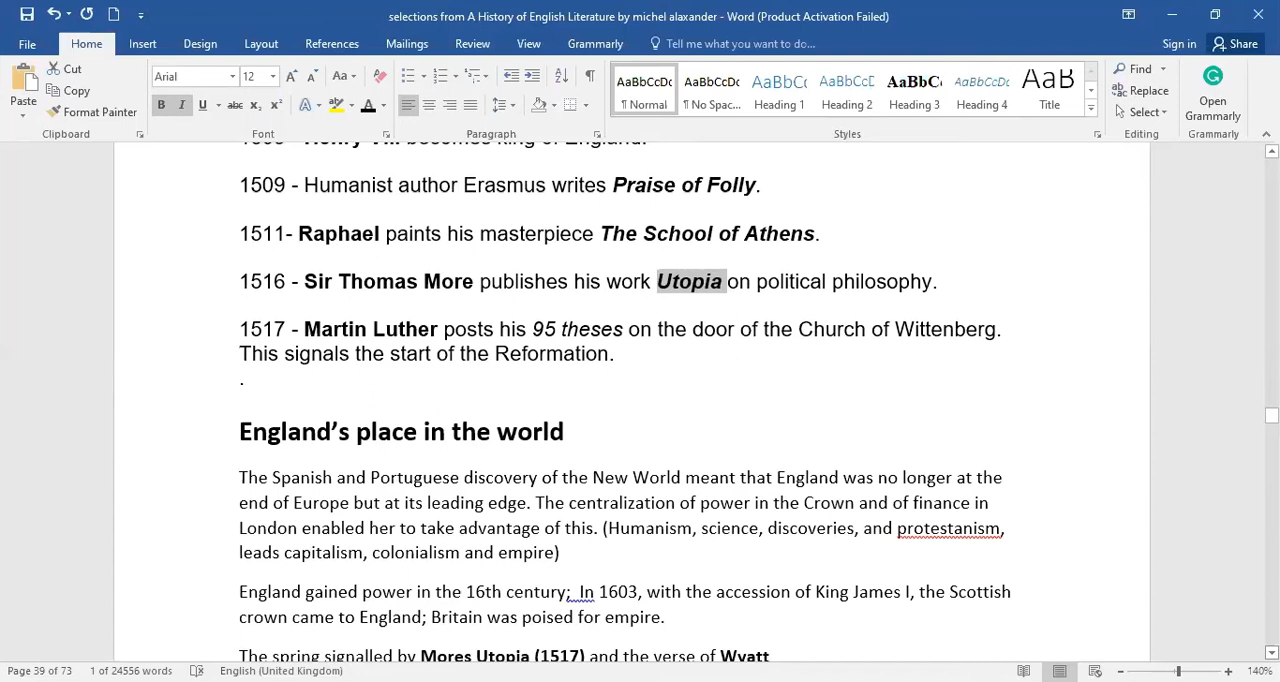 selections from A History of English Literature by michel alaxander - Word (Product Activation Failed)
File Home Insert Design Layout References Mailings Review View Grammarly Tell me what you want to do... Sign in Share
Cut
Copy
Format Painter
Paste
Clipboard
Arial 12
Font
Paragraph
AaBbCcDc AaBbCcDc AaBbC AaBbCcD AaBbC AaBbCcDc AaB
¶ Normal ¶ No Spac... Heading 1 Heading 2 Heading 3 Heading 4 Title
Styles
Find
Replace
Select
Editing
Open
Grammarly
Grammarly
becomes king of England.
1509 - Humanist author Erasmus writes Praise of Folly.
1511- Raphael paints his masterpiece The School of Athens.
1516 - Sir Thomas More publishes his work Utopia on political philosophy.
1517 - Martin Luther posts his 95 theses on the door of the Church of Wittenberg.
This signals the start of the Reformation.
.
England's place in the world
The Spanish and Portuguese discovery of the New World meant that England was no longer at the
end of Europe but at its leading edge. The centralization of power in the Crown and of finance in
London enabled her to take advantage of this. (Humanism, science, discoveries, and protestanism,
leads capitalism, colonialism and empire)
England gained power in the 16th century; In 1603, with the accession of King James I, the Scottish
crown came to England; Britain was poised for empire.
The spring signalled by Mores Utopia (1517) and the verse of Wyatt
Page 39 of 73 1 of 24556 words English (United Kingdom) 140%